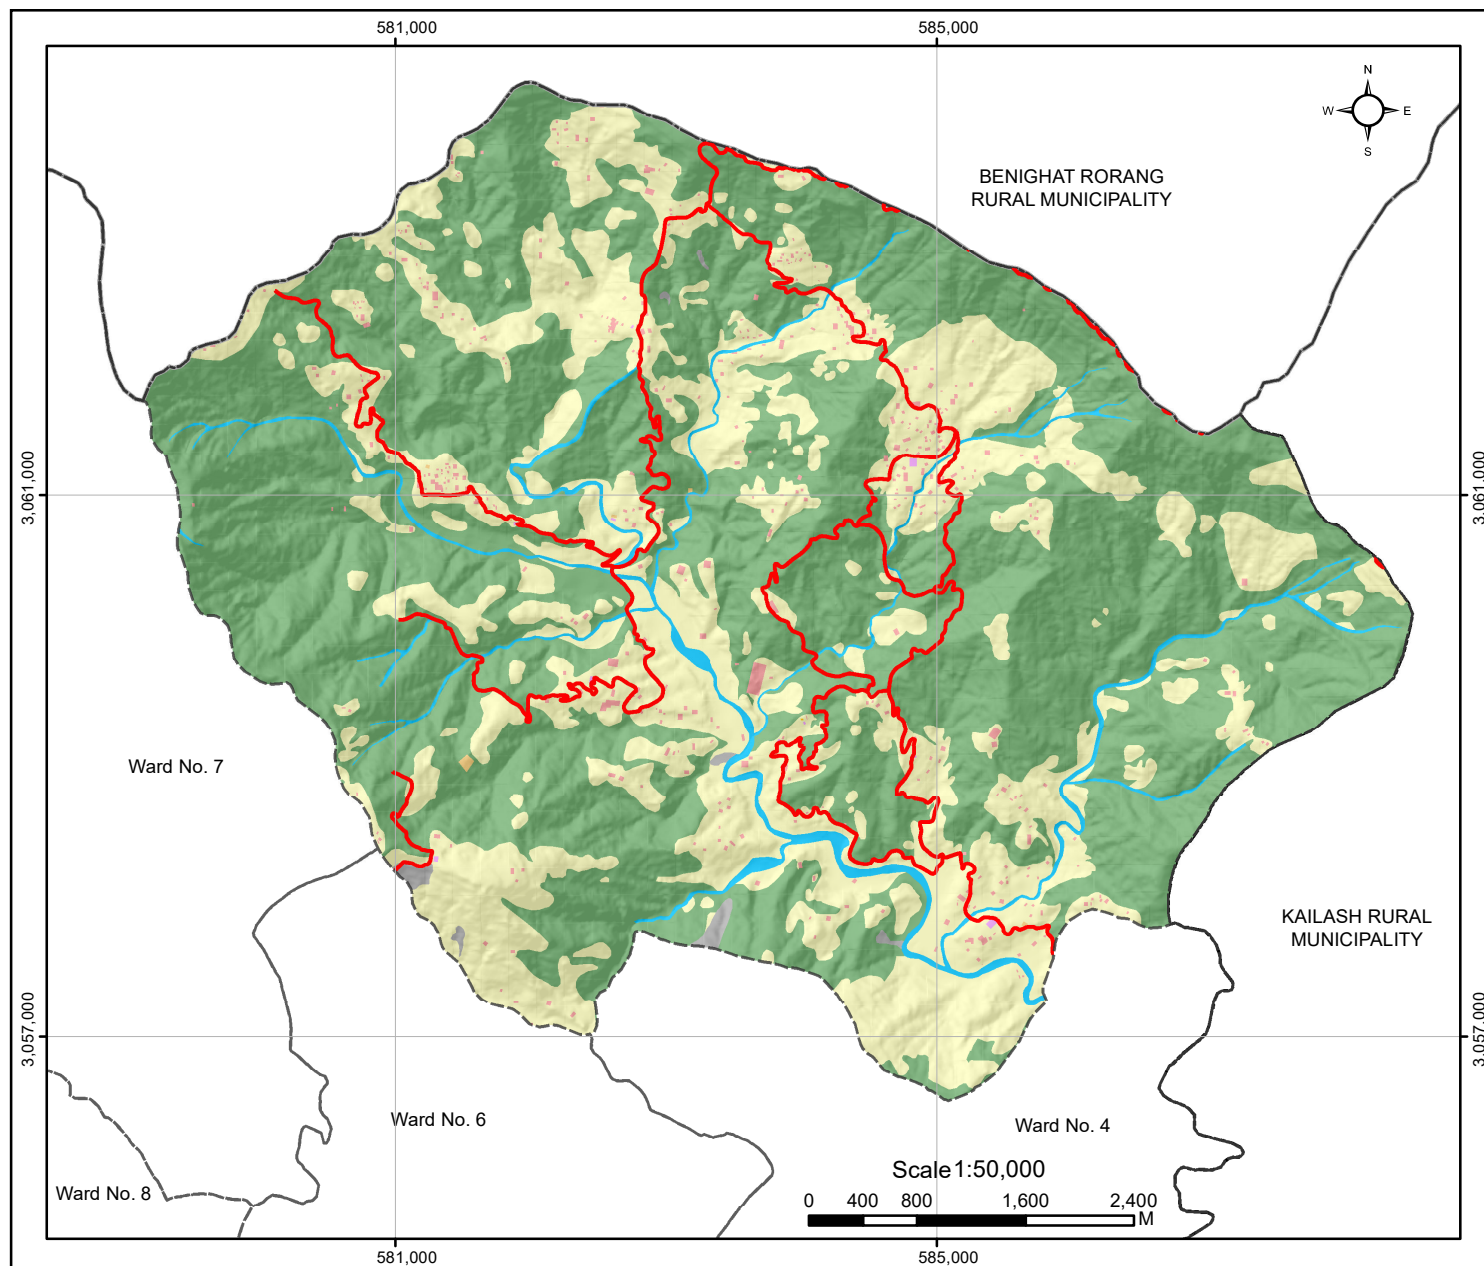 581,000
585,000
N
W
E
S
BENIGHAT RORANG
RURAL MUNICIPALITY
3,061,000
3,061,000
Ward No. 7
KAILASH RURAL
MUNICIPALITY
3,057,000
3,057,000
Ward No. 6
Ward No. 4
Scale 1:50,000
Ward No. 8
0 400 800 1,600 2,400
M
581,000
585,000